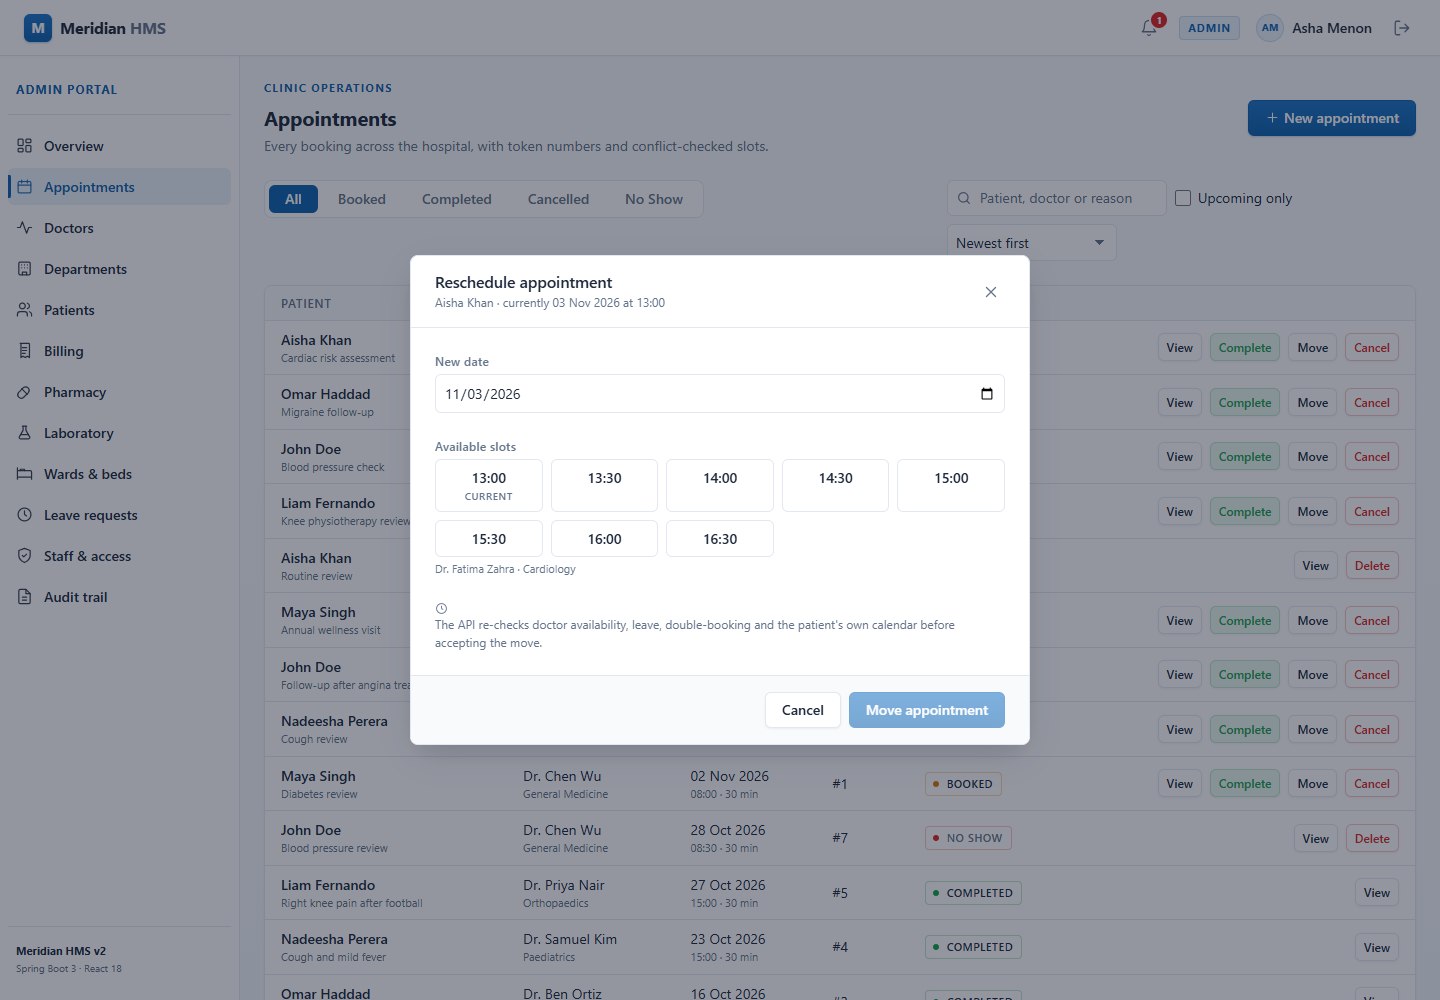 M Meridian HMS
1
ADMIN
AM Asha Menon
ADMIN PORTAL
Overview
Appointments
Doctors
Departments
Patients
Billing
Pharmacy
Laboratory
Wards & beds
Leave requests
Staff & access
Audit trail
Meridian HMS v2
Spring Boot 3 · React 18
CLINIC OPERATIONS
Appointments
Every booking across the hospital, with token numbers and conflict-checked slots.
+ New appointment
All Booked Completed Cancelled No Show
Patient, doctor or reason
Upcoming only
Newest first
Reschedule appointment
Aisha Khan · currently 03 Nov 2026 at 13:00
New date
11/03/2026
Available slots
13:00 13:30 14:00 14:30 15:00
CURRENT
15:30 16:00 16:30
Dr. Fatima Zahra · Cardiology
The API re-checks doctor availability, leave, double-booking and the patient's own calendar before
accepting the move.
Cancel Move appointment
PATIENT
Aisha Khan View Complete Move Cancel
Cardiac risk assessment
Omar Haddad View Complete Move Cancel
Migraine follow-up
John Doe View Complete Move Cancel
Blood pressure check
Liam Fernando View Complete Move Cancel
Knee physiotherapy review
Aisha Khan View Delete
Routine review
Maya Singh View Complete Move Cancel
Annual wellness visit
John Doe View Complete Move Cancel
Follow-up after angina
Nadeesha Perera View Complete Move Cancel
Cough review
Maya Singh Dr. Chen Wu 02 Nov 2026 #1 BOOKED View Complete Move Cancel
Diabetes review General Medicine 08:00 · 30 min
John Doe Dr. Chen Wu 28 Oct 2026 #7 NO SHOW View Delete
Blood pressure review General Medicine 08:30 · 30 min
Liam Fernando Dr. Priya Nair 27 Oct 2026 #5 COMPLETED View
Right knee pain after football Orthopaedics 15:00 · 30 min
Nadeesha Perera Dr. Samuel Kim 23 Oct 2026 #4 COMPLETED View
Cough and mild fever Paediatrics 15:00 · 30 min
Omar Haddad Dr. Ben Ortiz 16 Oct 2026